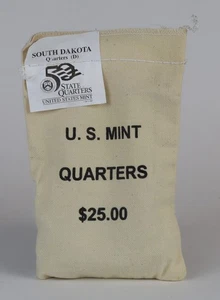 SOUTH DAKOTA
Quarters (D)
50
STATE
QUARTERS
UNITED STATES MINT
U. S. MINT
QUARTERS
$25.00